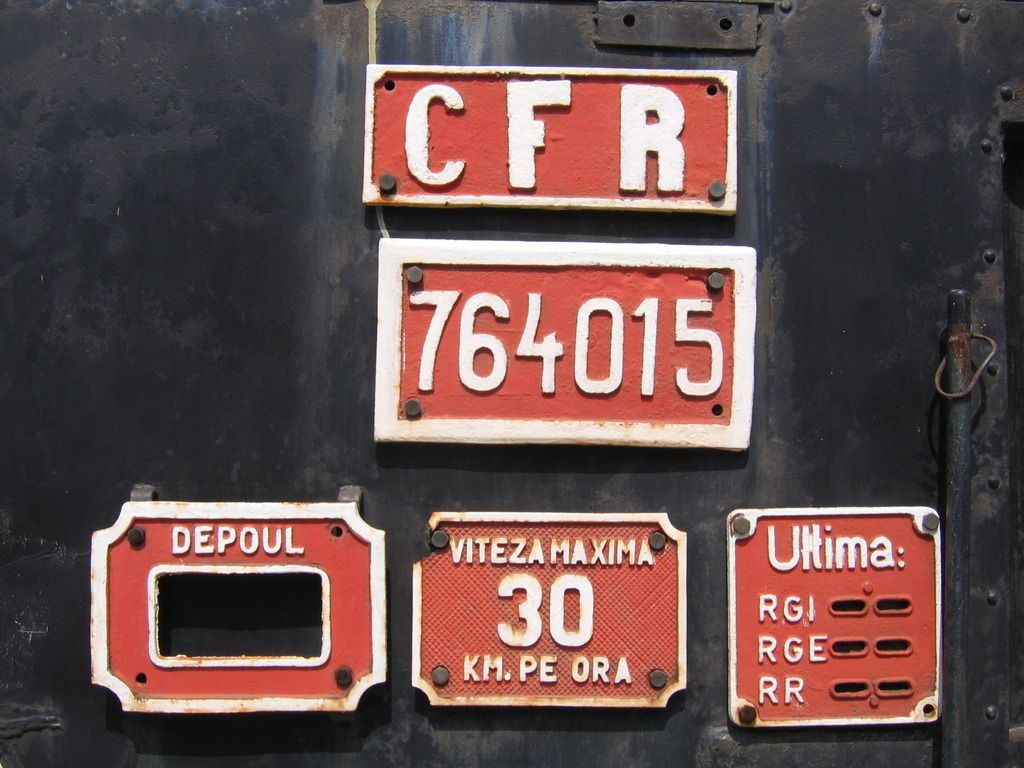 CFR
764015
DEPOUL
VITEZA MAXIMA
30
KM. PE ORA
Ultima:
RGI
RGE
RR